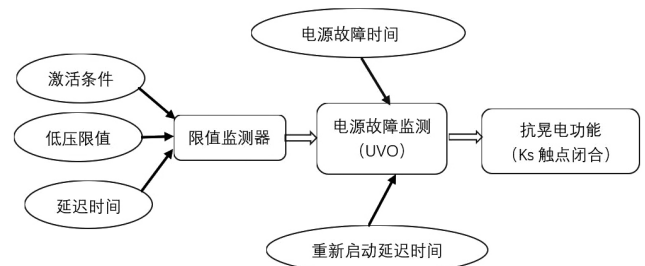 电源故障时间
激活条件
低压限值
延迟时间
限值监测器
电源故障监测
（UVO）
抗晃电功能
（Ks 触点闭合）
重新启动延迟时间